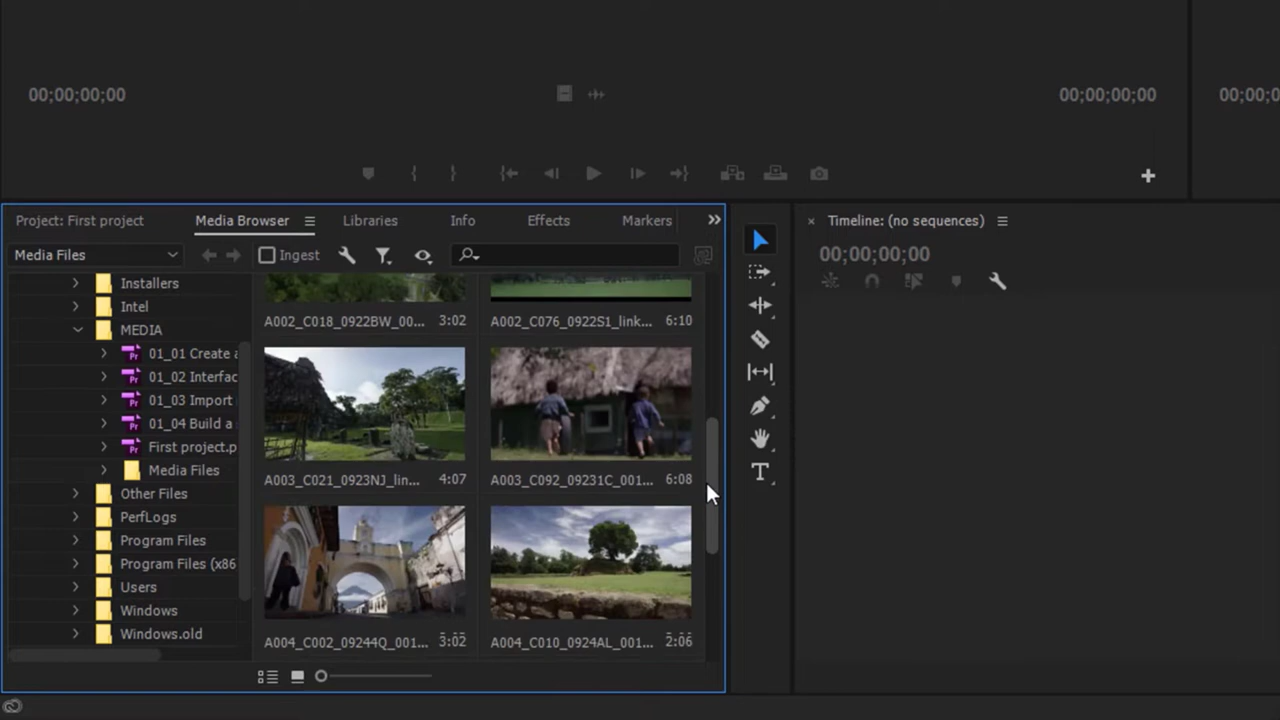 00;00;00;00
00;00;00;00
00;00;0
Project: First project
Media Browser
Libraries
Info
Effects
Markers
Timeline: (no sequences)
Media Files
Ingest
00;00;00;00
Installers
Intel
MEDIA
01_01 Create a
01_02 Interfac
01_03 Import
01_04 Build a
First project.p
Media Files
Other Files
PerfLogs
Program Files
Program Files (x86
Users
Windows
Windows.old
A002_C018_0922BW_00... 3:02
A002_C076_0922S1_link... 6:10
A003_C021_0923NJ_lin... 4:07
A003_C092_09231C_001... 6:08
A004_C002_09244Q_001... 3:02
A004_C010_0924AL_001... 2:06